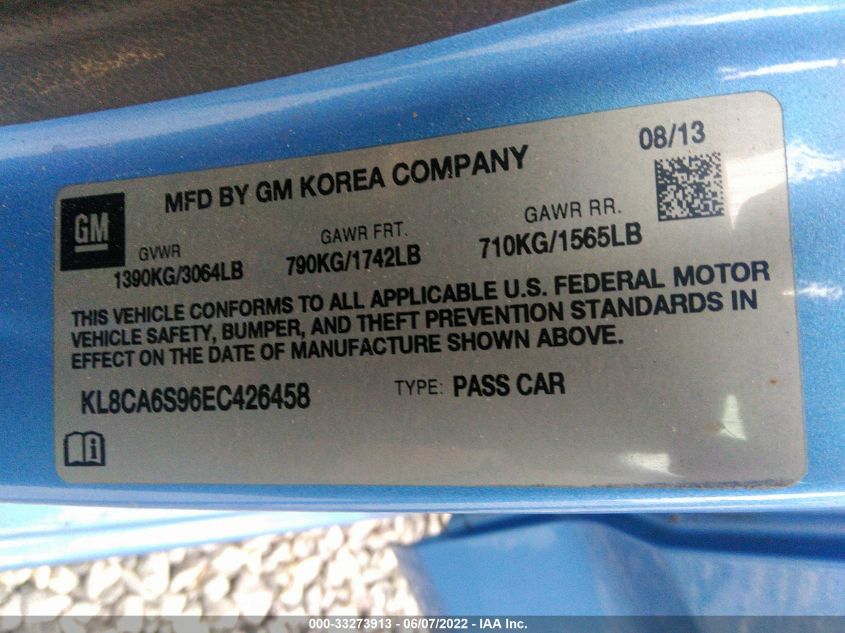 MFD BY GM KOREA COMPANY
08/13
GM
GVWR
1390KG/3064LB
GAWR FRT.
790KG/1742LB
GAWR RR.
710KG/1565LB
THIS VEHICLE CONFORMS TO ALL APPLICABLE U.S. FEDERAL MOTOR
VEHICLE SAFETY, BUMPER, AND THEFT PREVENTION STANDARDS IN
EFFECT ON THE DATE OF MANUFACTURE SHOWN ABOVE.
KL8CA6S96EC426458
TYPE: PASS CAR
000-33273913 - 06/07/2022 - IAA Inc.